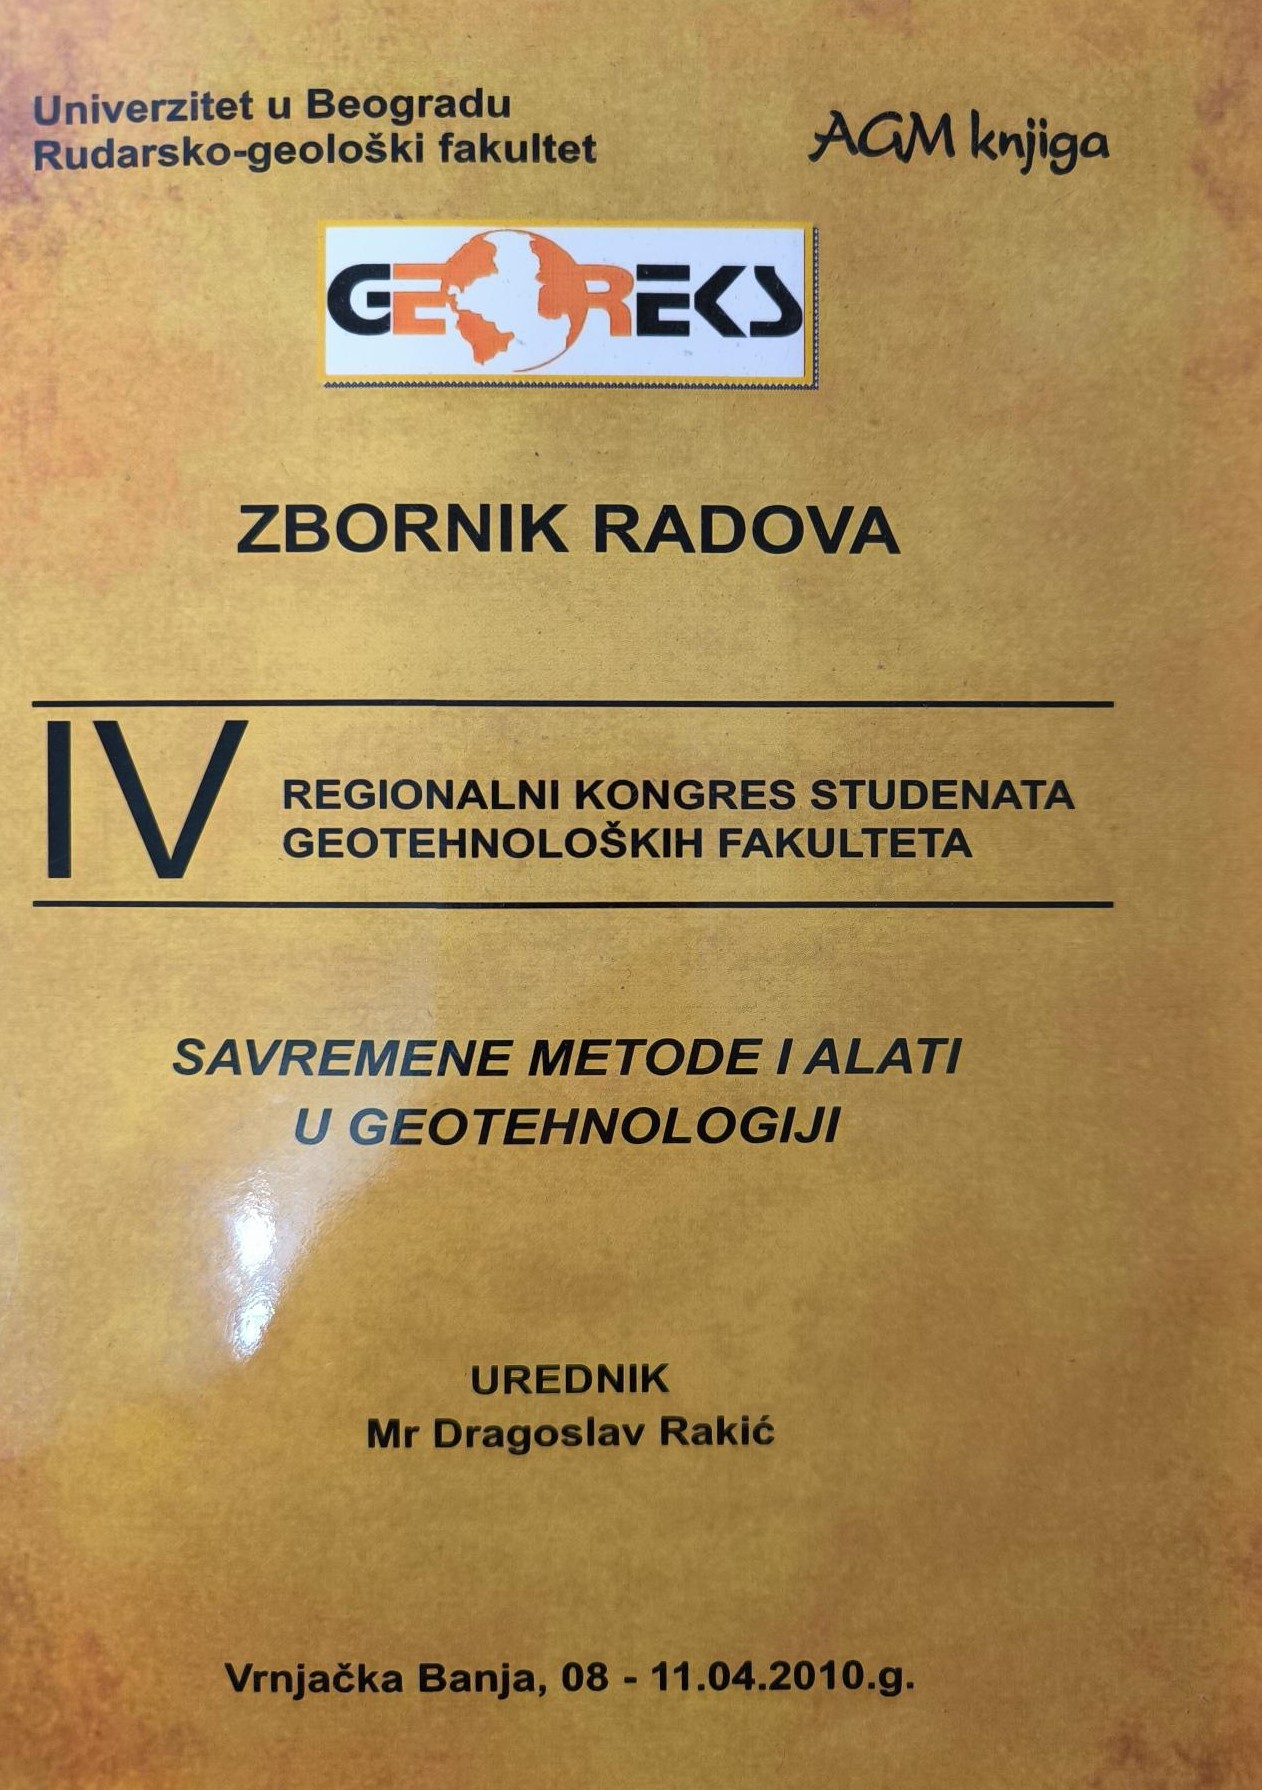 Univerzitet u Beogradu
Rudarsko-geološki fakultet
AGM knjiga
GEOREKS
ZBORNIK RADOVA
IV
REGIONALNI KONGRES STUDENATA
GEOTEHNOLOŠKIH FAKULTETA
SAVREMENE METODE I ALATI
U GEOTEHNOLOGIJI
UREDNIK
Mr Dragoslav Rakić
Vrnjačka Banja, 08 - 11.04.2010.g.